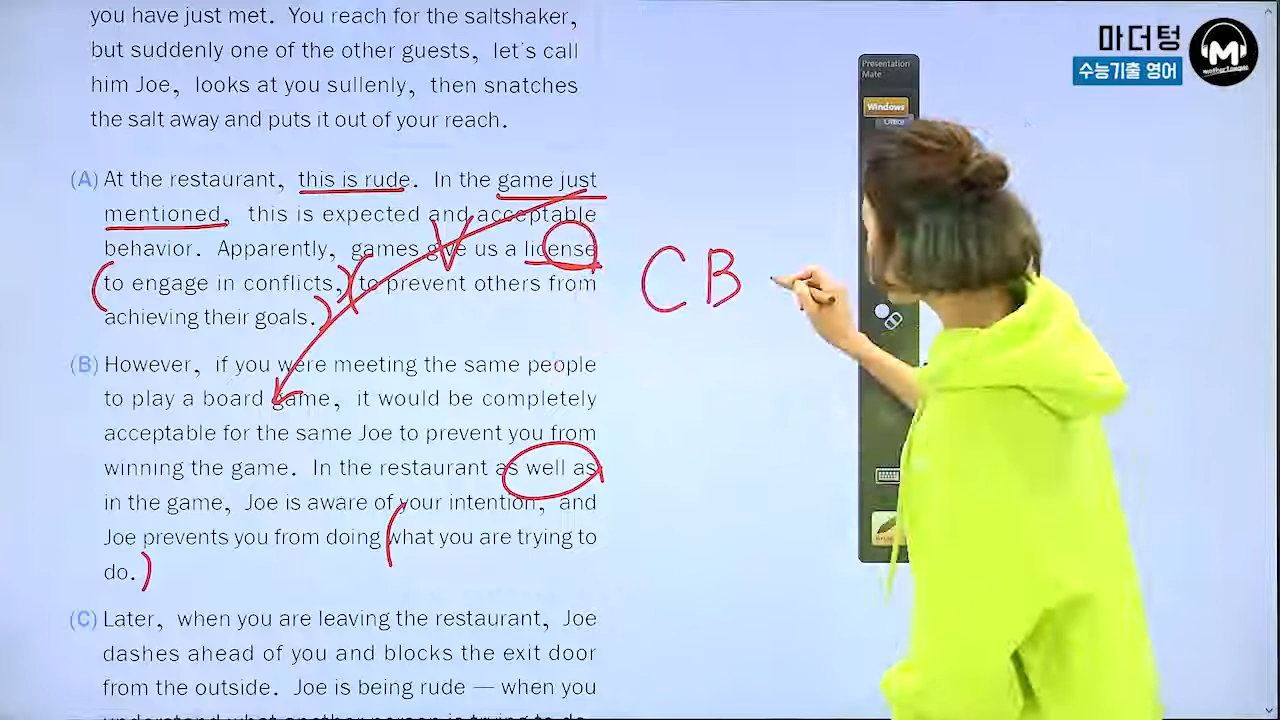 you have just met. You reach for the saltshaker
but suddenly one of the other guys, let's call
him Joe, looks at you sullenly, then snatches
the salt away and puts it out of your reach.
(A) At the restaurant, this is rude. In the game just
mentioned, this is expected and acceptable
behavior. Apparently, games give us a license
to engage in conflicts, to prevent others from
achieving their goals.
(B) However, if you were meeting the same people
to play a board game, it would be completely
acceptable for the same Joe to prevent you from
winning the game. In the restaurant as well as
in the game, Joe is aware of your intention, and
Joe prevents you from doing what you are trying to
do.
(C) Later, when you are leaving the restaurant, Joe
dashes ahead of you and blocks the exit door
from the outside. Joe is being rude — when you
C B
Presentation
Mate
Windows
Office
마더텅
수능기출 영어
M
mother tongue